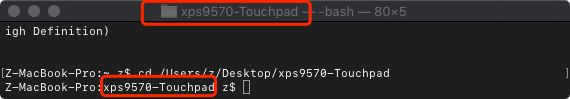 xps9570-Touchpad — -bash — 80×5
igh Definition)
[Z-MacBook-Pro:~ z$ cd /Users/z/Desktop/xps9570-Touchpad ]
Z-MacBook-Pro:xps9570-Touchpad z$